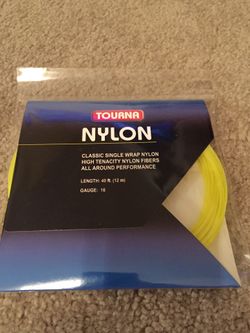 TOURNA
NYLON
CLASSIC SINGLE WRAP NYLON
HIGH TENACITY NYLON FIBERS
ALL AROUND PERFORMANCE
LENGTH: 40 ft. (12 m)
GAUGE: 16